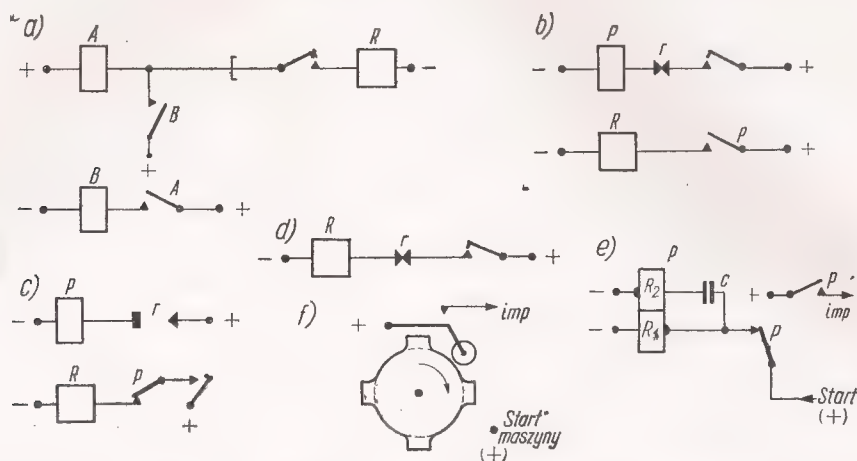 a)
A
R
+
-
B
+
B
A
-
+
b)
P
r
-
+
R
P
-
+
c)
P
r
-
+
R
P
-
+
d)
R
r
-
+
e)
P
R2
C
-
R1
-
+
P
imp
P
Start
(+)
f)
+
imp
"Start"
maszyny
(+)